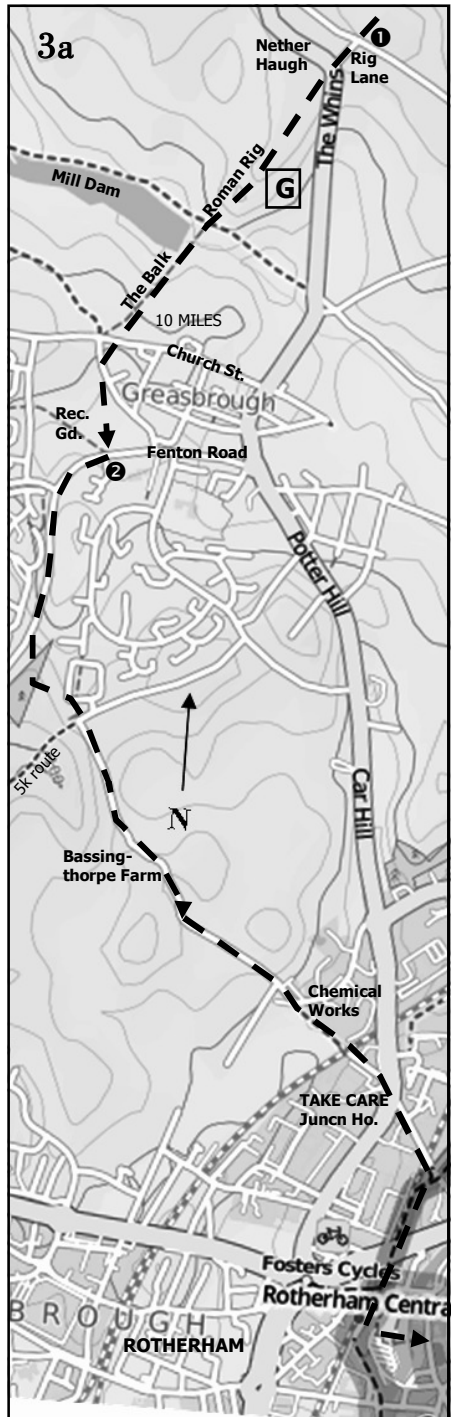 3a
❶
Nether
Haugh
Rig
Lane
The Whins
Roman Rig
G
Mill Dam
The Balk
10 MILES
Church St.
Greasbrough
Rec.
Gd.
Fenton Road
❷
Potter Hill
N
5k route
Car Hill
Bassing-
thorpe Farm
Chemical
Works
TAKE CARE
Juncn Ho.
Fosters Cycles
Rotherham Centra
BROUGH
ROTHERHAM